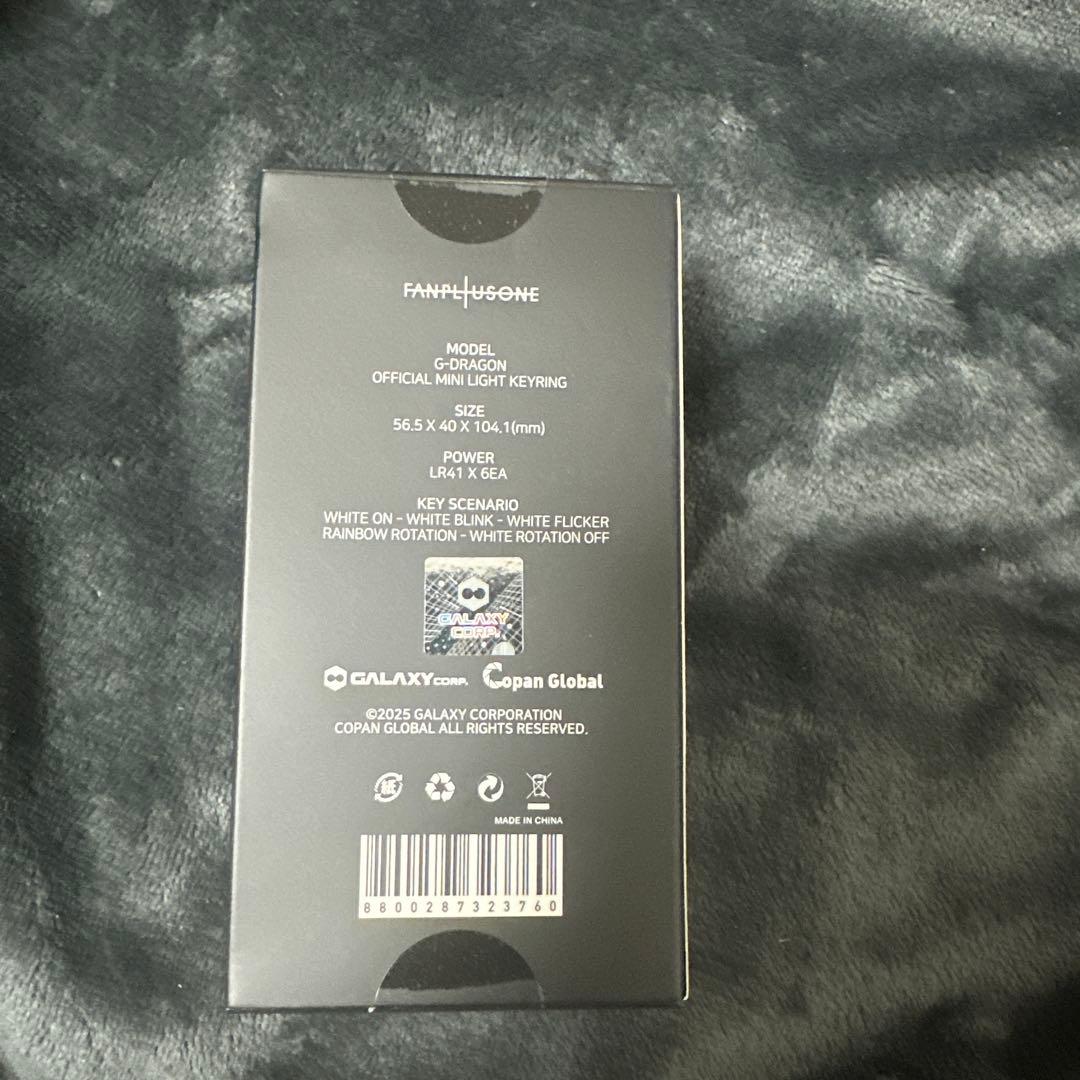 FANPLUSONE
MODEL
G-DRAGON
OFFICIAL MINI LIGHT KEYRING
SIZE
56.5 X 40 X 104.1(mm)
POWER
LR41 X 6EA
KEY SCENARIO
WHITE ON - WHITE BLINK - WHITE FLICKER
RAINBOW ROTATION - WHITE ROTATION OFF
GALAXY
CORP.
GALAXY CORP. Copan Global
©2025 GALAXY CORPORATION
COPAN GLOBAL ALL RIGHTS RESERVED.
紙
MADE IN CHINA
8800287323760